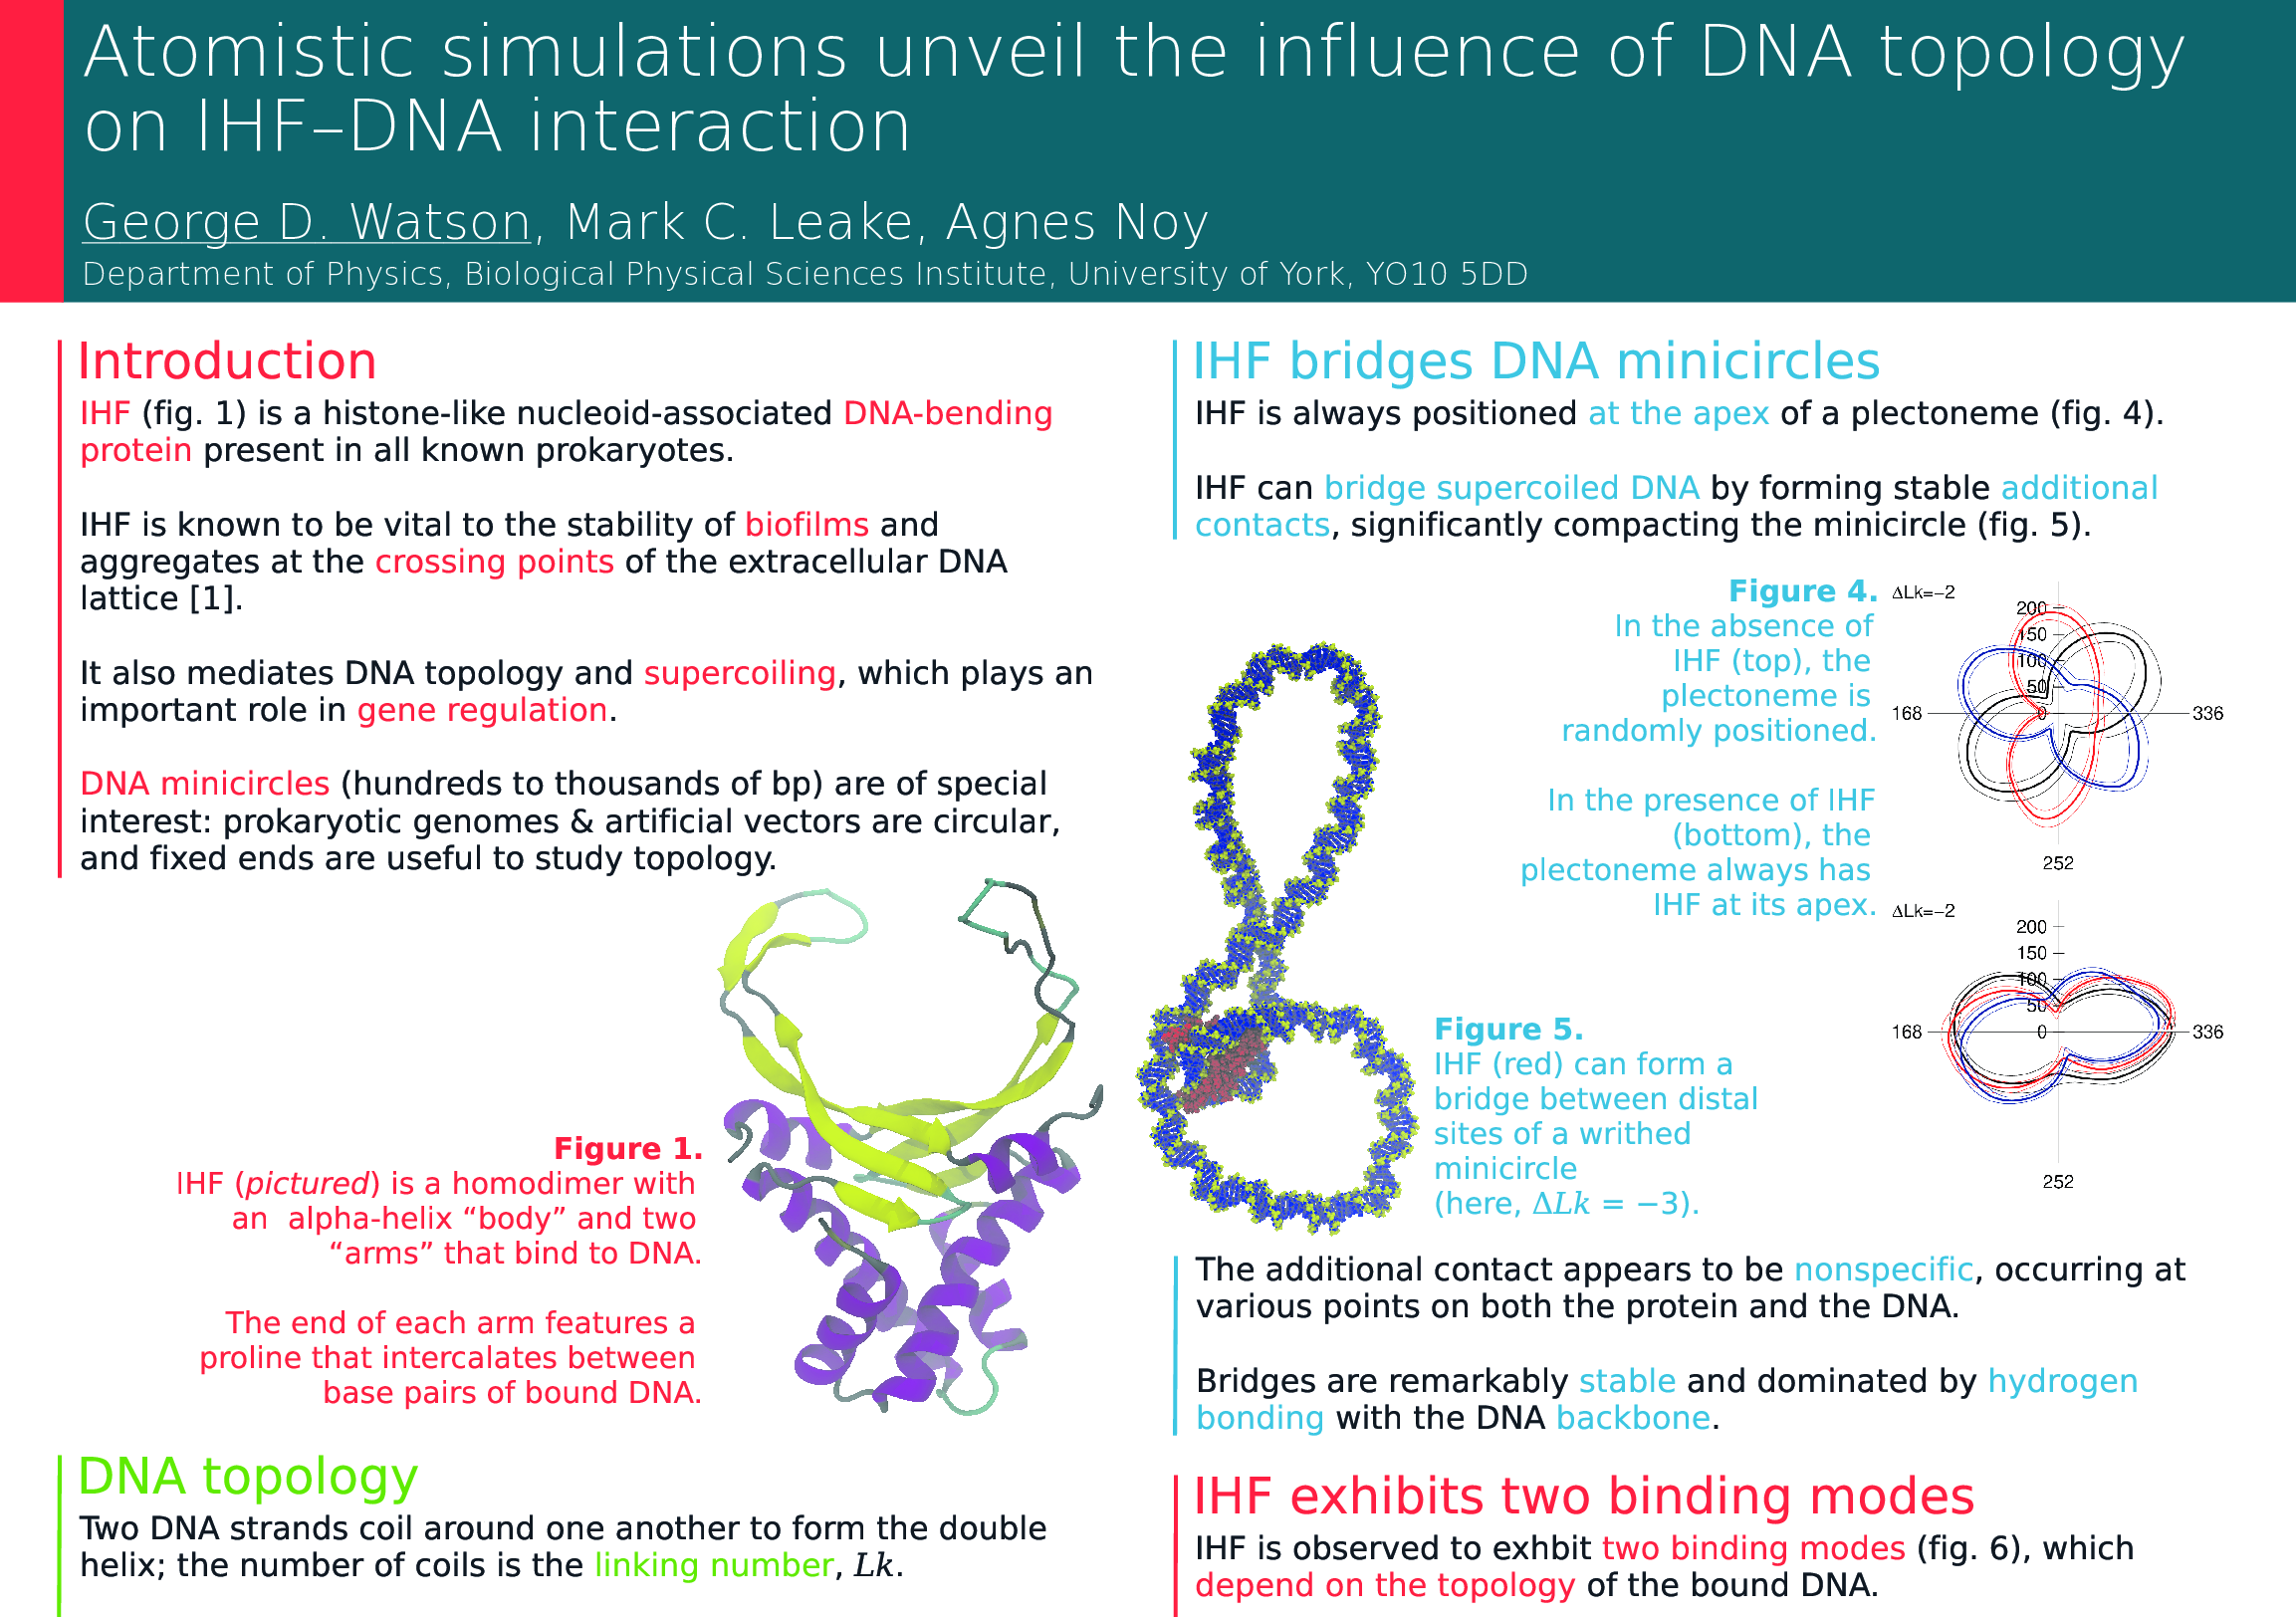 Atomistic simulations unveil the influence of DNA topology
on IHF–DNA interaction
George D. Watson, Mark C. Leake, Agnes Noy
Department of Physics, Biological Physical Sciences Institute, University of York, YO10 5DD
Introduction
IHF (fig. 1) is a histone-like nucleoid-associated DNA-bending
protein present in all known prokaryotes.
IHF is known to be vital to the stability of biofilms and
aggregates at the crossing points of the extracellular DNA
lattice [1].
It also mediates DNA topology and supercoiling, which plays an
important role in gene regulation.
DNA minicircles (hundreds to thousands of bp) are of special
interest: prokaryotic genomes & artificial vectors are circular,
and fixed ends are useful to study topology.
Figure 1.
IHF (pictured) is a homodimer with
an  alpha-helix “body” and two
“arms” that bind to DNA.
The end of each arm features a
proline that intercalates between
base pairs of bound DNA.
DNA topology
Two DNA strands coil around one another to form the double
helix; the number of coils is the linking number, Lk.
IHF bridges DNA minicircles
IHF is always positioned at the apex of a plectoneme (fig. 4).
IHF can bridge supercoiled DNA by forming stable additional
contacts, significantly compacting the minicircle (fig. 5).
Figure 4.
In the absence of
IHF (top), the
plectoneme is
randomly positioned.
In the presence of IHF
(bottom), the
plectoneme always has
IHF at its apex.
ΔLk=−2
200
150
100
50
0
168
336
252
ΔLk=−2
200
150
100
50
0
168
336
252
Figure 5.
IHF (red) can form a
bridge between distal
sites of a writhed
minicircle
(here, ΔLk = −3).
The additional contact appears to be nonspecific, occurring at
various points on both the protein and the DNA.
Bridges are remarkably stable and dominated by hydrogen
bonding with the DNA backbone.
IHF exhibits two binding modes
IHF is observed to exhbit two binding modes (fig. 6), which
depend on the topology of the bound DNA.